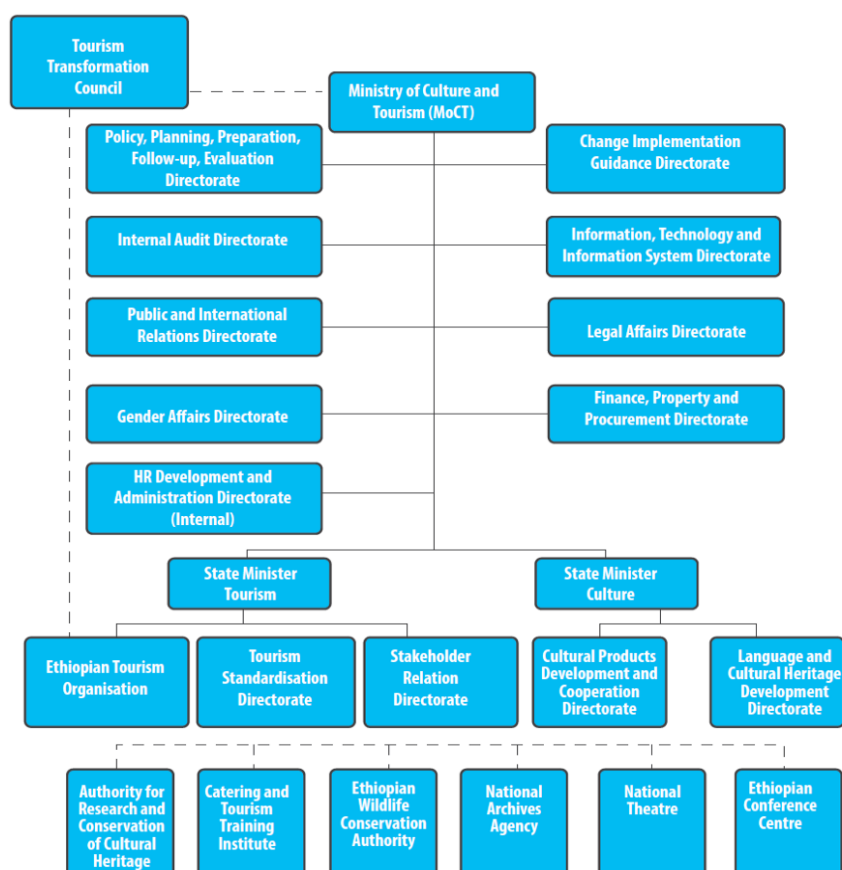 Tourism
Transformation
Council
Ministry of Culture and
Tourism (MoCT)
Policy, Planning, Preparation,
Follow-up, Evaluation
Directorate
Change Implementation
Guidance Directorate
Internal Audit Directorate
Information, Technology and
Information System Directorate
Public and International
Relations Directorate
Legal Affairs Directorate
Gender Affairs Directorate
Finance, Property and
Procurement Directorate
HR Development and
Administration Directorate
(Internal)
State Minister
Tourism
State Minister
Culture
Ethiopian Tourism
Organisation
Tourism
Standardisation
Directorate
Stakeholder
Relation
Directorate
Cultural Products
Development and
Cooperation
Directorate
Language and
Cultural Heritage
Development
Directorate
Authority for
Research and
Conservation
of Cultural
Heritage
Catering and
Tourism
Training
Institute
Ethiopian
Wildlife
Conservation
Authority
National
Archives
Agency
National
Theatre
Ethiopian
Conference
Centre